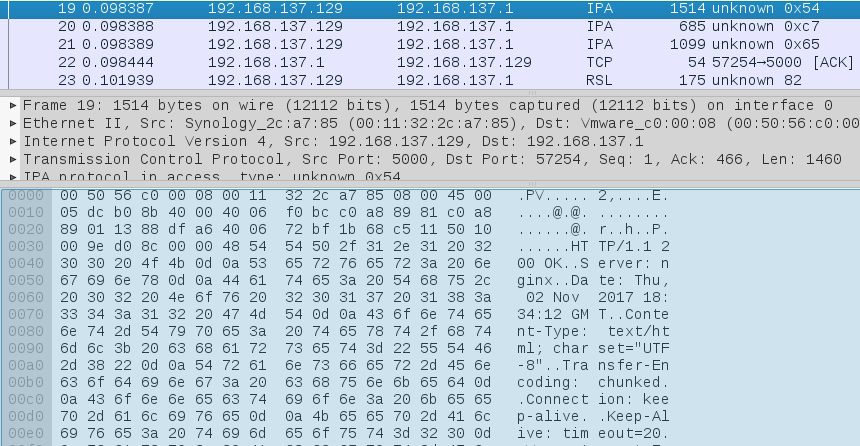 19 0.098387 192.168.137.129 192.168.137.1 IPA 1514 unknown 0x54
20 0.098388 192.168.137.129 192.168.137.1 IPA 685 unknown 0xc7
21 0.098389 192.168.137.129 192.168.137.1 IPA 1099 unknown 0x65
22 0.098444 192.168.137.1 192.168.137.129 TCP 54 57254→5000 [ACK]
23 0.101939 192.168.137.129 192.168.137.1 RSL 175 unknown 82
Frame 19: 1514 bytes on wire (12112 bits), 1514 bytes captured (12112 bits) on interface 0
Ethernet II, Src: Synology_2c:a7:85 (00:11:32:2c:a7:85), Dst: Vmware_c0:00:08 (00:50:56:c0:00
Internet Protocol Version 4, Src: 192.168.137.129, Dst: 192.168.137.1
Transmission Control Protocol, Src Port: 5000, Dst Port: 57254, Seq: 1, Ack: 466, Len: 1460
IPA protocol ip.access, type: unknown 0x54
0000 00 50 56 c0 00 08 00 11 32 2c a7 85 08 00 45 00 .PV..... 2,....E.
0010 05 dc b0 8b 40 00 40 06 f0 bc c0 a8 89 81 c0 a8 ....@.@. ........
0020 89 01 13 88 df a6 40 06 72 bf 1b 68 c5 11 50 10 ......@. r..h..P.
0030 00 9e d0 8c 00 00 48 54 54 50 2f 31 2e 31 20 32 ......HT TP/1.1 2
0040 30 30 20 4f 4b 0d 0a 53 65 72 76 65 72 3a 20 6e 00 OK..S erver: n
0050 67 69 6e 78 0d 0a 44 61 74 65 3a 20 54 68 75 2c ginx..Da te: Thu,
0060 20 30 32 20 4e 6f 76 20 32 30 31 37 20 31 38 3a 02 Nov 2017 18:
0070 33 34 3a 31 32 20 47 4d 54 0d 0a 43 6f 6e 74 65 34:12 GM T..Conte
0080 6e 74 2d 54 79 70 65 3a 20 74 65 78 74 2f 68 74 nt-Type: text/ht
0090 6d 6c 3b 20 63 68 61 72 73 65 74 3d 22 55 54 46 ml; char set="UTF
00a0 2d 38 22 0d 0a 54 72 61 6e 73 66 65 72 2d 45 6e -8"..Tra nsfer-En
00b0 63 6f 64 69 6e 67 3a 20 63 68 75 6e 6b 65 64 0d coding: chunked.
00c0 0a 43 6f 6e 6e 65 63 74 69 6f 6e 3a 20 6b 65 65 .Connect ion: kee
00d0 70 2d 61 6c 69 76 65 0d 0a 4b 65 65 70 2d 41 6c p-alive. .Keep-Al
00e0 69 76 65 3a 20 74 69 6d 65 6f 75 74 3d 32 30 0d ive: tim eout=20.